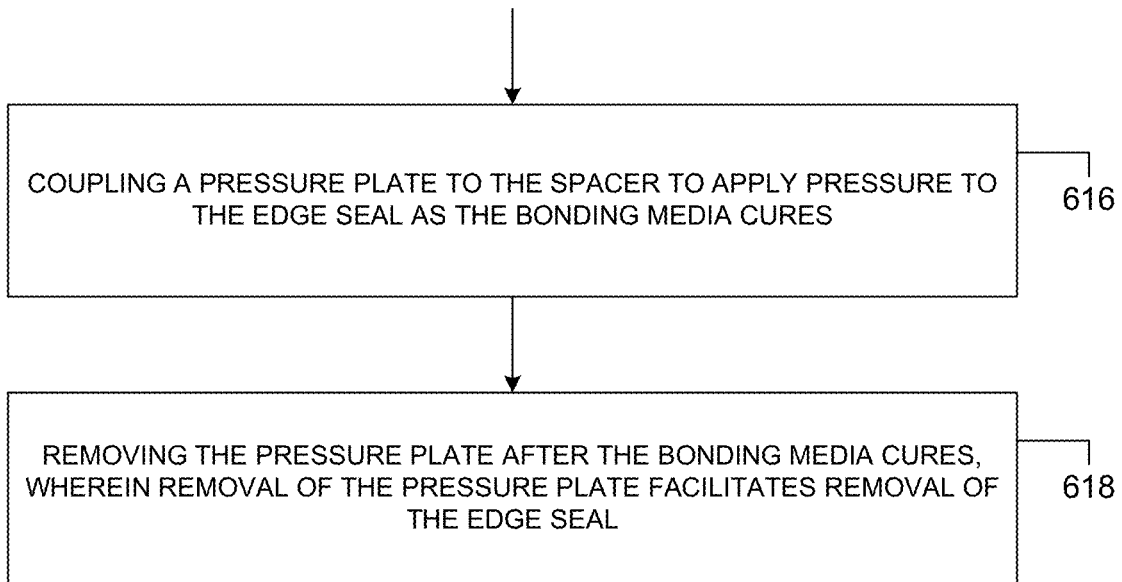 COUPLING A PRESSURE PLATE TO THE SPACER TO APPLY PRESSURE TO
THE EDGE SEAL AS THE BONDING MEDIA CURES
616
REMOVING THE PRESSURE PLATE AFTER THE BONDING MEDIA CURES,
WHEREIN REMOVAL OF THE PRESSURE PLATE FACILITATES REMOVAL OF
THE EDGE SEAL
618